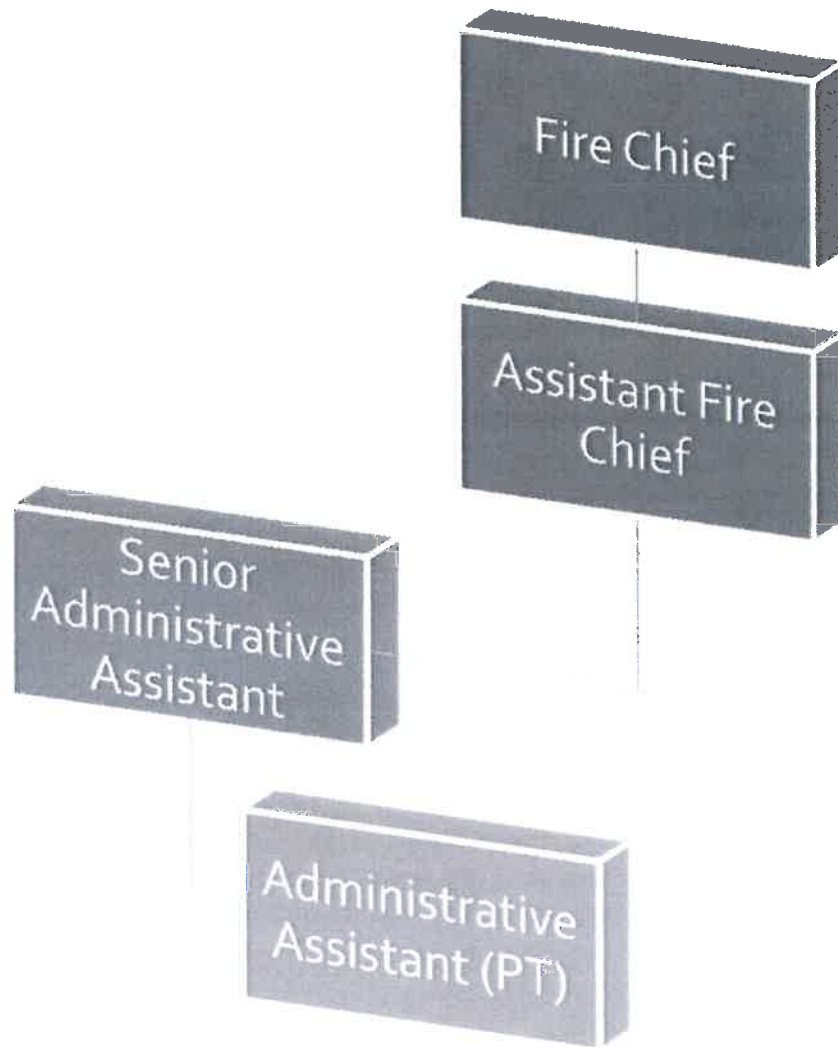 Fire Chief
Assistant Fire
Chief
Senior
Administrative
Assistant
Administrative
Assistant (PT)